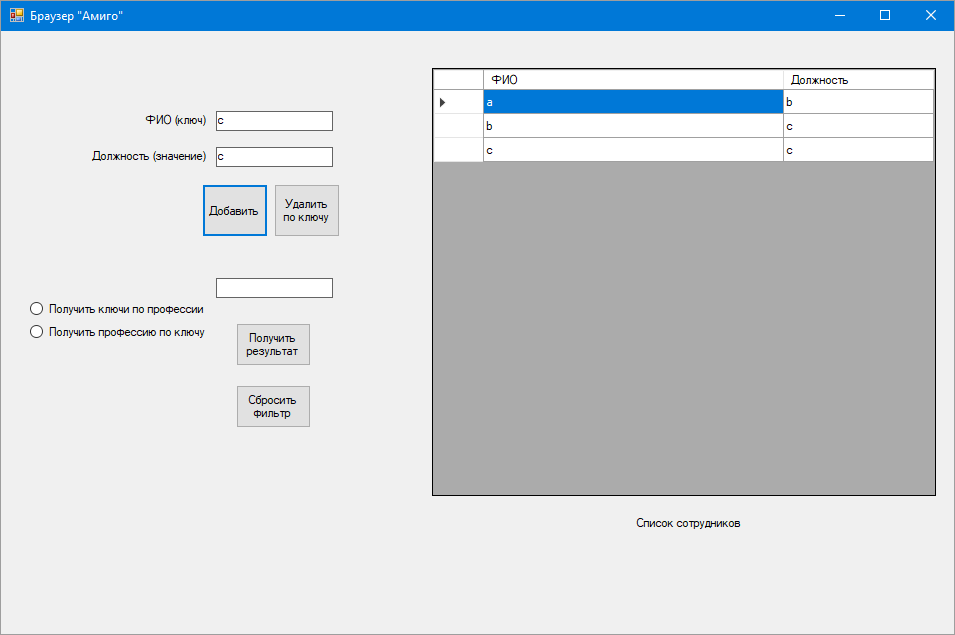 Браузер "Амиго"
ФИО (ключ)
c
Должность (значение)
c
Добавить
Удалить
по ключу
Получить ключи по профессии
Получить профессию по ключу
Получить
результат
Сбросить
фильтр
ФИО Должность
a b
b c
c c
Список сотрудников